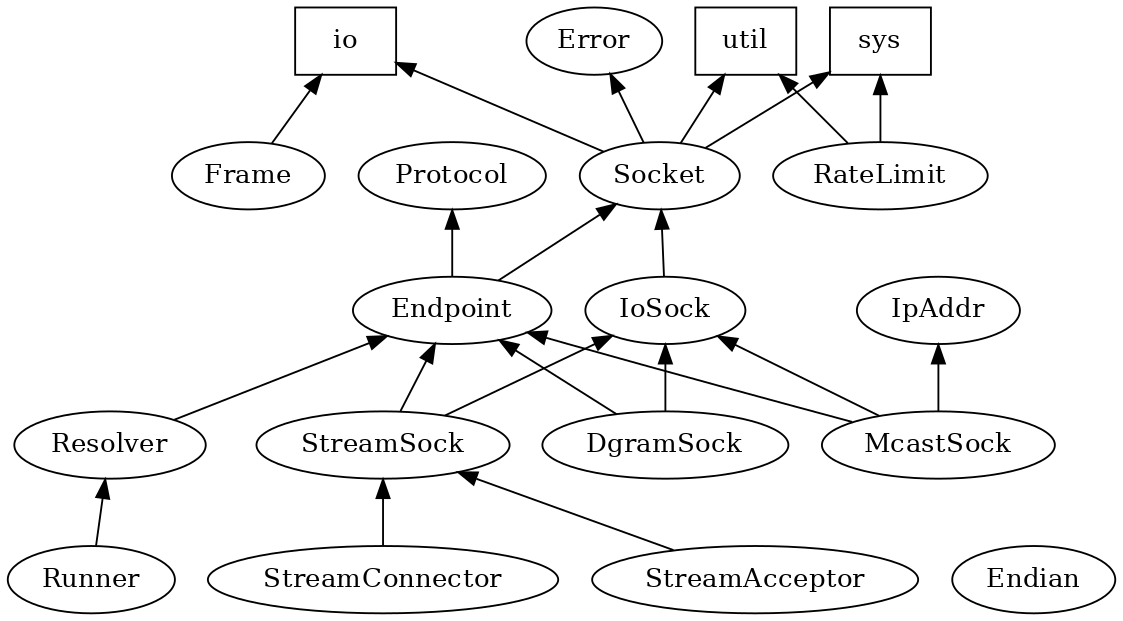 io
Error
util
sys
Frame
Protocol
Socket
RateLimit
Endpoint
IoSock
IpAddr
Resolver
StreamSock
DgramSock
McastSock
Runner
StreamConnector
StreamAcceptor
Endian